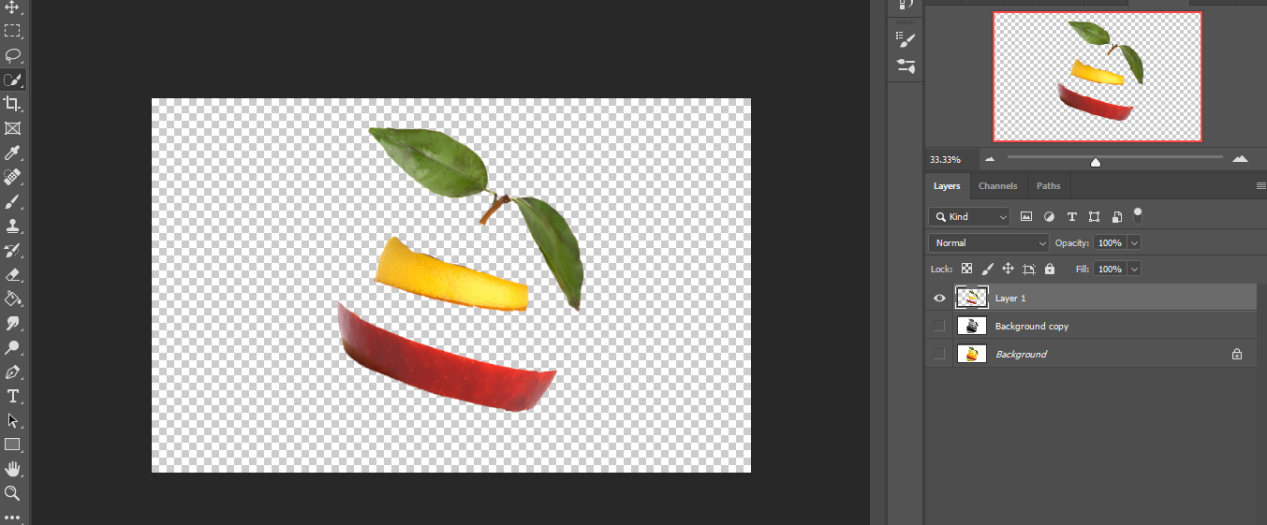 33.33%
Layers Channels Paths
Kind
Normal Opacity: 100%
Lock: Fill: 100%
Layer 1
Background copy
Background